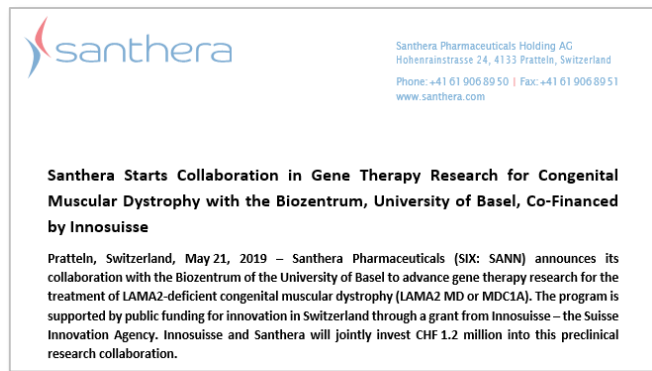 santhera
Santhera Pharmaceuticals Holding AG
Hohenrainstrasse 24, 4133 Pratteln, Switzerland
Phone: +41 61 906 89 50 | Fax: +41 61 906 89 51
www.santhera.com
Santhera Starts Collaboration in Gene Therapy Research for Congenital
Muscular Dystrophy with the Biozentrum, University of Basel, Co-Financed
by Innosuisse
Pratteln, Switzerland, May 21, 2019 – Santhera Pharmaceuticals (SIX: SANN) announces its
collaboration with the Biozentrum of the University of Basel to advance gene therapy research for the
treatment of LAMA2-deficient congenital muscular dystrophy (LAMA2 MD or MDC1A). The program is
supported by public funding for innovation in Switzerland through a grant from Innosuisse – the Suisse
Innovation Agency. Innosuisse and Santhera will jointly invest CHF 1.2 million into this preclinical
research collaboration.